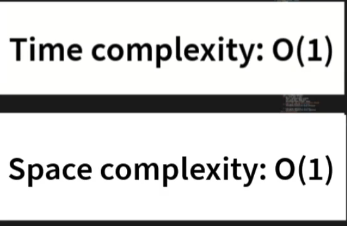 Time complexity: O(1)
Space complexity: O(1)